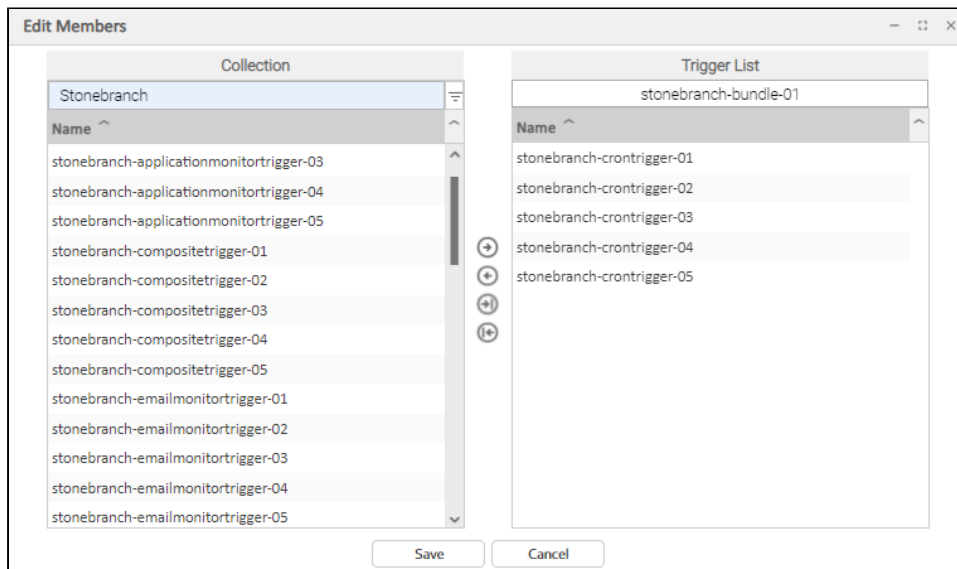 Edit Members
Collection
Stonebranch
Name
stonebranch-applicationmonitortrigger-03
stonebranch-applicationmonitortrigger-04
stonebranch-applicationmonitortrigger-05
stonebranch-compositetrigger-01
stonebranch-compositetrigger-02
stonebranch-compositetrigger-03
stonebranch-compositetrigger-04
stonebranch-compositetrigger-05
stonebranch-emailmonitortrigger-01
stonebranch-emailmonitortrigger-02
stonebranch-emailmonitortrigger-03
stonebranch-emailmonitortrigger-04
stonebranch-emailmonitortrigger-05
Trigger List
stonebranch-bundle-01
Name
stonebranch-crontrigger-01
stonebranch-crontrigger-02
stonebranch-crontrigger-03
stonebranch-crontrigger-04
stonebranch-crontrigger-05
Save
Cancel